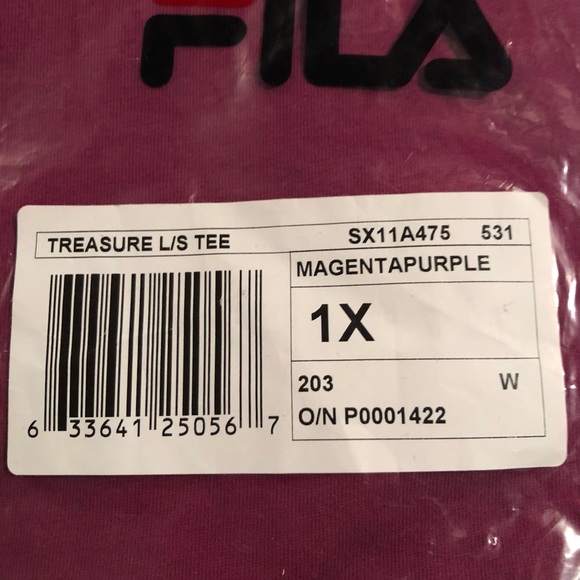 FILA
TREASURE L/S TEE SX11A475 531
MAGENTAPURPLE
1X
203 W
O/N P0001422
6 33641 25056 7